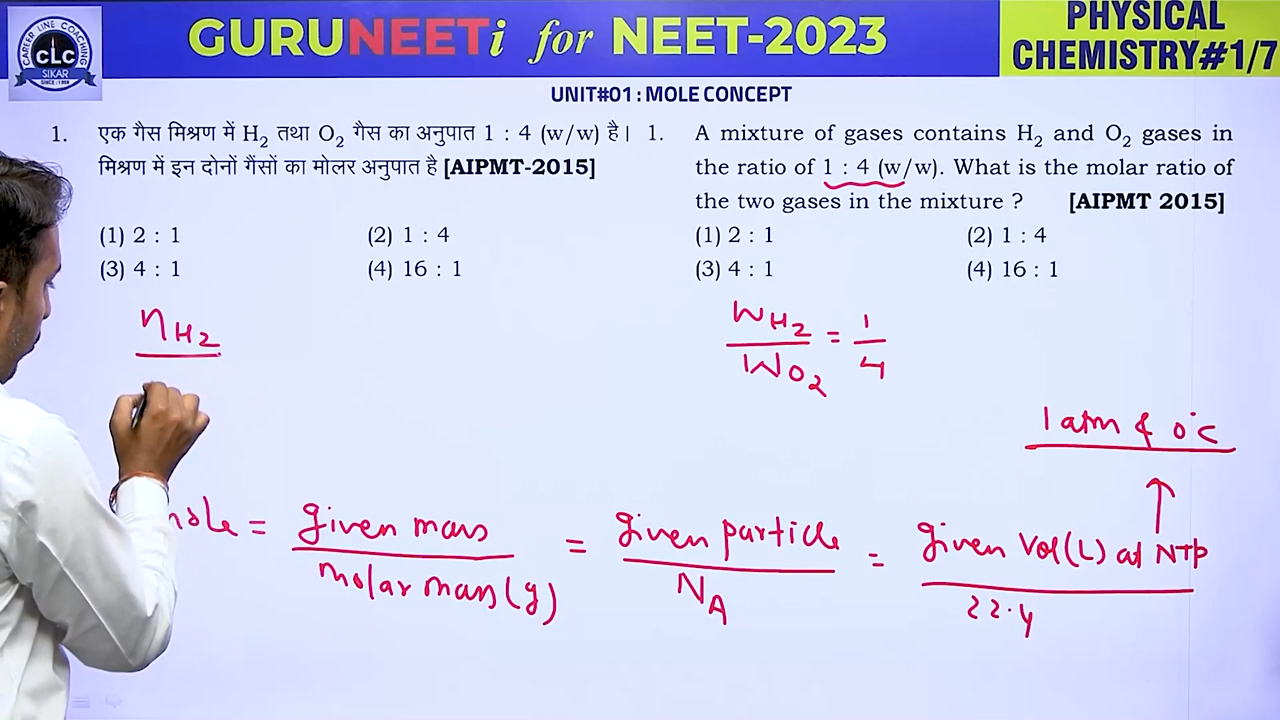 GURUNEETi for NEET-2023
PHYSICAL
CHEMISTRY#1/7
CAREER LINE COACHING
CLC
SIKAR
SINCE : 1996
UNIT#01 : MOLE CONCEPT
1. एक गैस मिश्रण में H₂ तथा O₂ गैस का अनुपात 1 : 4 (w/w) है।
मिश्रण में इन दोनों गैंसों का मोलर अनुपात है [AIPMT-2015]
(1) 2 : 1 (2) 1 : 4
(3) 4 : 1 (4) 16 : 1
1. A mixture of gases contains H₂ and O₂ gases in
the ratio of 1 : 4 (w/w). What is the molar ratio of
the two gases in the mixture ? [AIPMT 2015]
(1) 2 : 1 (2) 1 : 4
(3) 4 : 1 (4) 16 : 1
nH₂
WH₂ / WO₂ = 1/4
1 atm & 0°C
mole = given mass / molar mass (g) = given particle / NA = given Vol(L) at NTP / 22.4